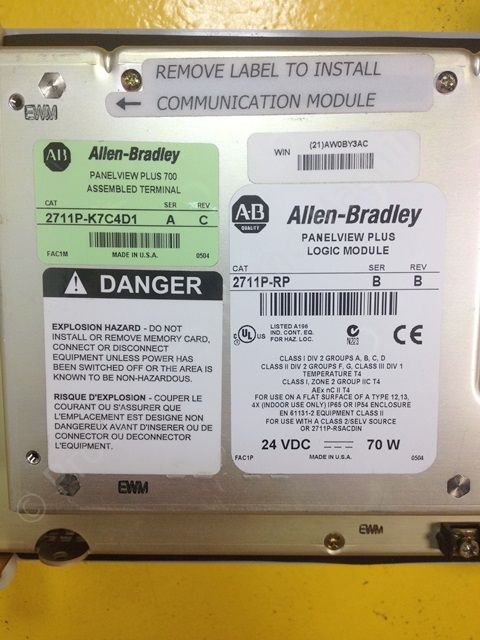 REMOVE LABEL TO INSTALL
← COMMUNICATION MODULE
EWM
AB Allen-Bradley
PANELVIEW PLUS 700
ASSEMBLED TERMINAL
CAT SER REV
2711P-K7C4D1 A C
FAC1M MADE IN U.S.A. 0504
WIN (21)AW0BY3AC
AB QUALITY Allen-Bradley
PANELVIEW PLUS
LOGIC MODULE
CAT SER REV
2711P-RP B B
UL US LISTED A196
IND. CONT. EQ.
FOR HAZ. LOC.
N223 CE
CLASS I DIV 2 GROUPS A, B, C, D
CLASS II DIV 2 GROUPS F, G, CLASS III DIV 1
TEMPERATURE T4
CLASS I, ZONE 2 GROUP IIC T4
AEx nC II T4
FOR USE ON A FLAT SURFACE OF A TYPE 12,13,
4X (INDOOR USE ONLY) IP65 OR IP54 ENCLOSURE
EN 61131-2 EQUIPMENT CLASS II
FOR USE WITH A CLASS 2/SELV SOURCE
OR 2711P-RSACDIN
24 VDC 70 W
FAC1P MADE IN U.S.A. 0504
DANGER
EXPLOSION HAZARD - DO NOT
INSTALL OR REMOVE MEMORY CARD,
CONNECT OR DISCONNECT
EQUIPMENT UNLESS POWER HAS
BEEN SWITCHED OFF OR THE AREA IS
KNOWN TO BE NON-HAZARDOUS.
RISQUE D'EXPLOSION - COUPER LE
COURANT OU S'ASSURER QUE
L'EMPLACEMENT EST DESIGNE NON
DANGEREUX AVANT D'INSERER OU DE
CONNECTER OU DECONNECTER
L'EQUIPMENT.
EWM
EWM